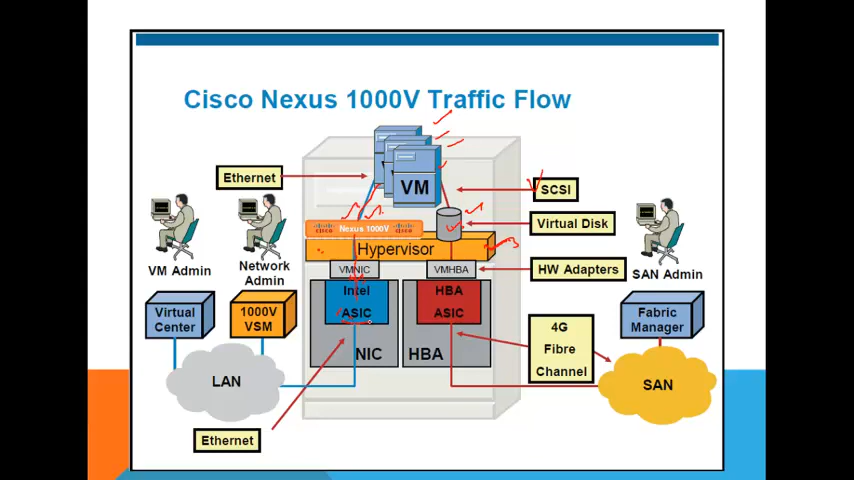 Cisco Nexus 1000V Traffic Flow
VM
Ethernet
SCSI
Virtual Disk
cisco Nexus 1000V cisco
Hypervisor
VM Admin
Network
Admin
SAN Admin
VMNIC
VMHBA
HW Adapters
Intel
ASIC
NIC
HBA
ASIC
HBA
Virtual
Center
1000V
VSM
4G
Fibre
Channel
Fabric
Manager
LAN
SAN
Ethernet